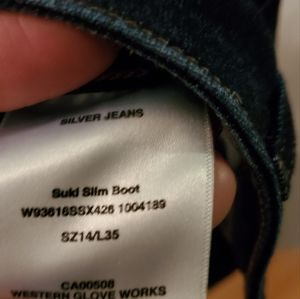 SILVER JEANS
Suki Slim Boot
W93616SSX426 1004189
SZ14/L35
CA00508
WESTERN GLOVE WORKS